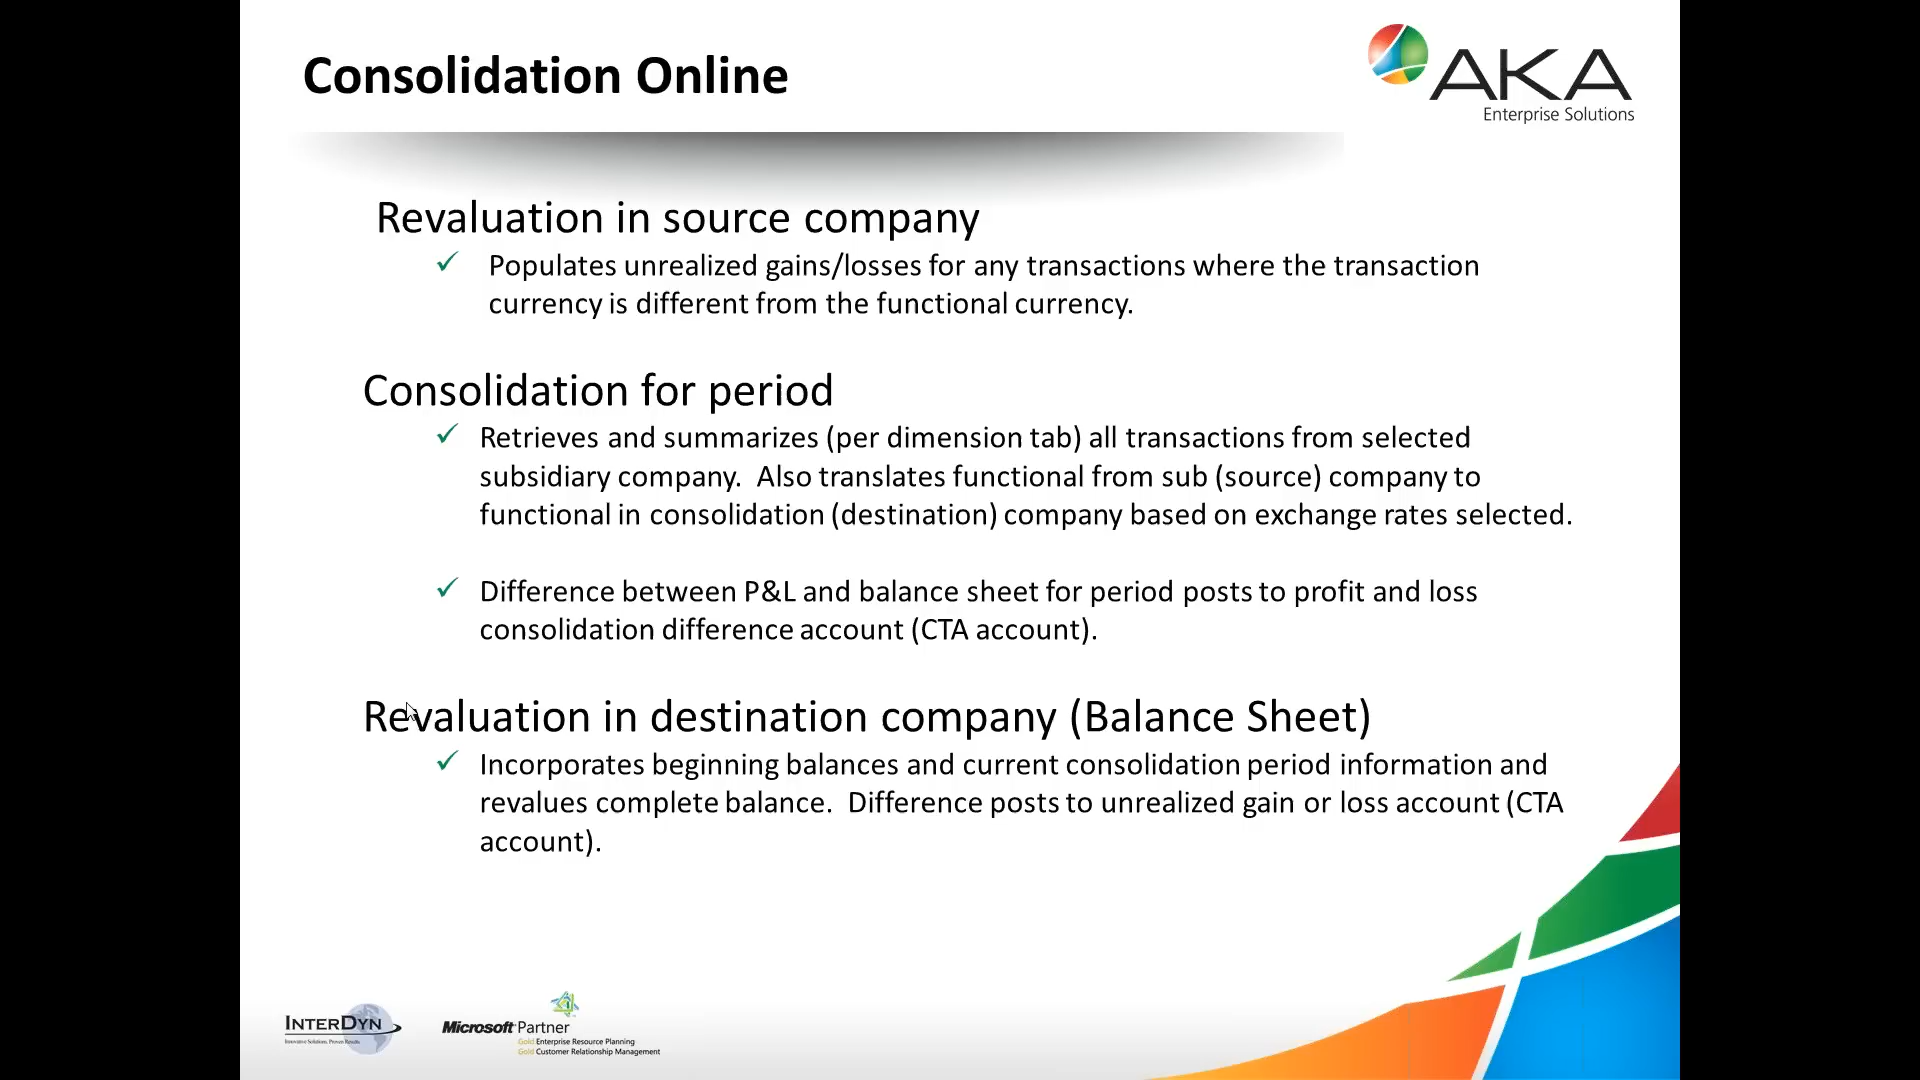 Consolidation Online
AKA
Enterprise Solutions
Revaluation in source company
Populates unrealized gains/losses for any transactions where the transaction
currency is different from the functional currency.
Consolidation for period
Retrieves and summarizes (per dimension tab) all transactions from selected
subsidiary company.  Also translates functional from sub (source) company to
functional in consolidation (destination) company based on exchange rates selected.
Difference between P&L and balance sheet for period posts to profit and loss
consolidation difference account (CTA account).
Revaluation in destination company (Balance Sheet)
Incorporates beginning balances and current consolidation period information and
revalues complete balance.  Difference posts to unrealized gain or loss account (CTA
account).
INTERDYN
Innovative Solutions. Proven Results.
Microsoft Partner
Gold Enterprise Resource Planning
Gold Customer Relationship Management